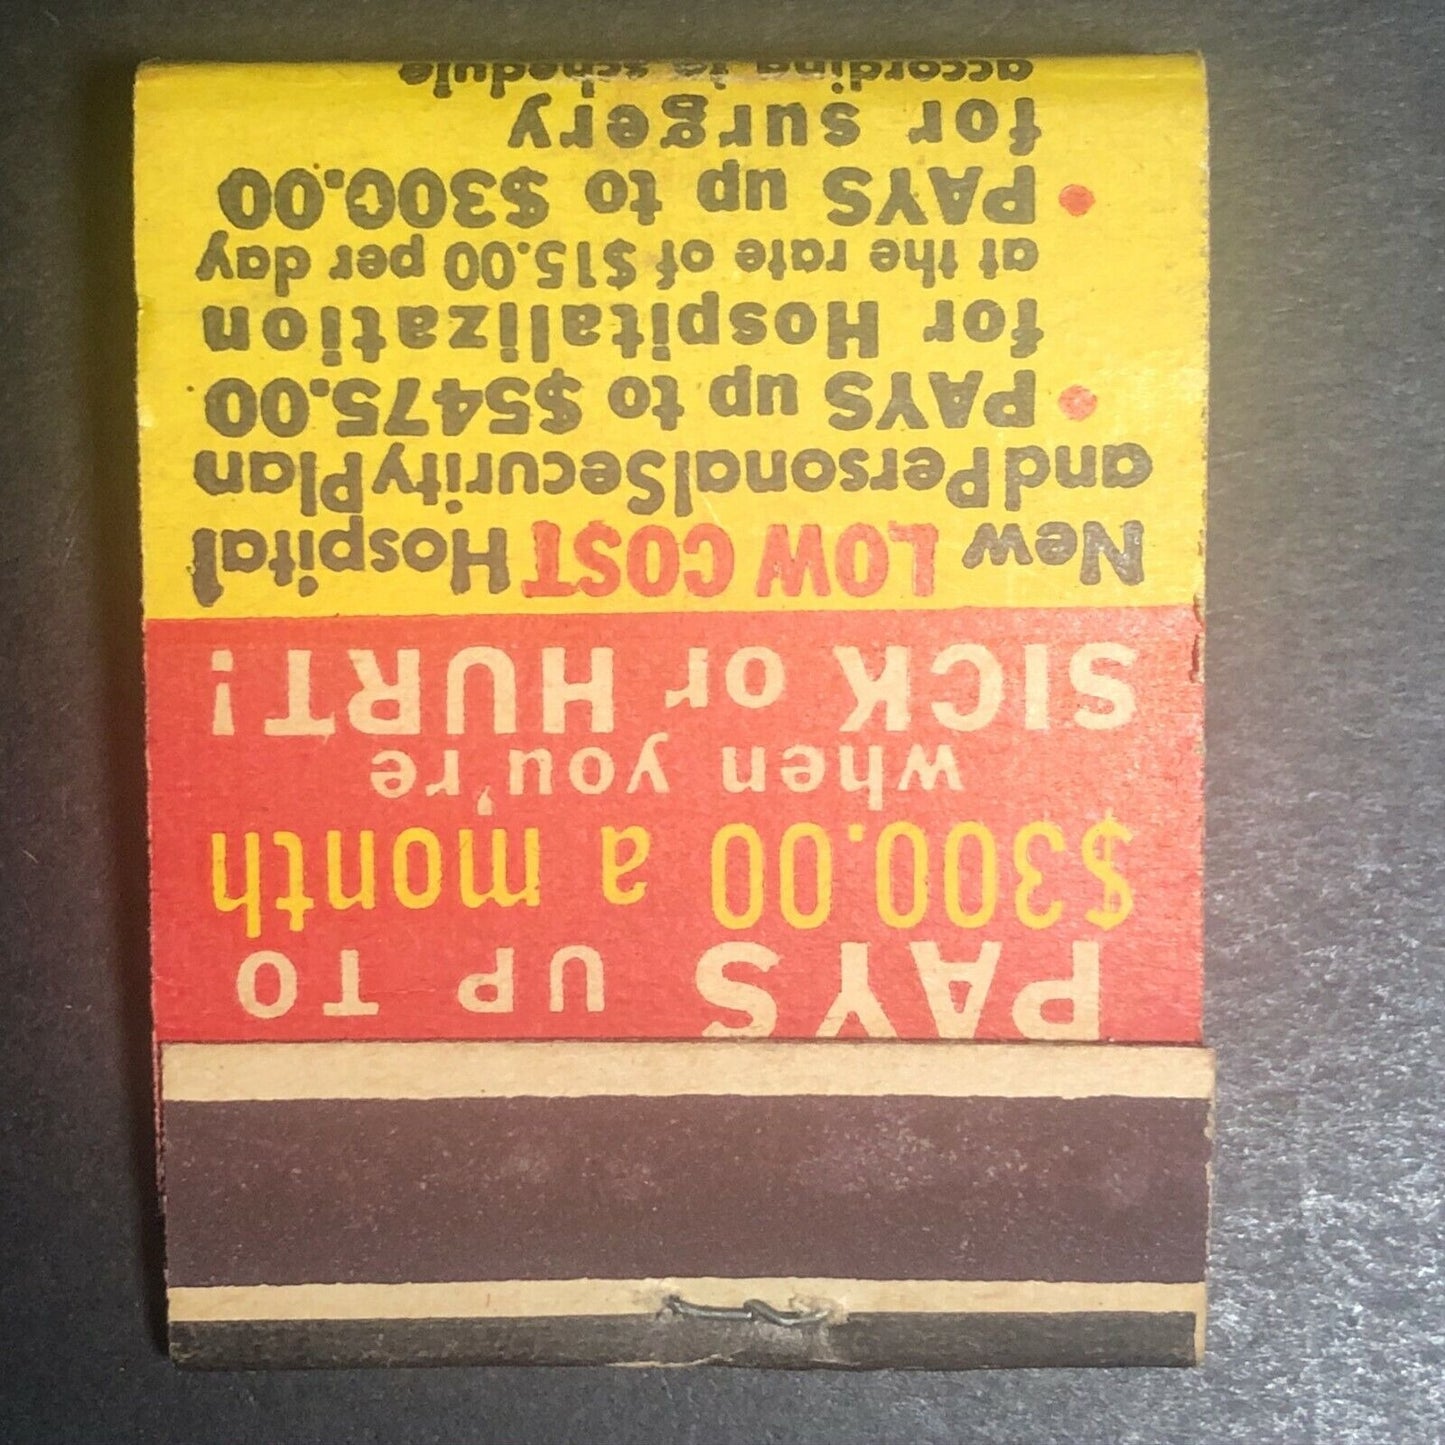 PAYS UP TO
$300.00 a month
when you're
SICK or HURT!
New LOW COST Hospital
and Personal Security Plan
• PAYS up to $5475.00
for Hospitalization
at the rate of $15.00 per day
• PAYS up to $300.00
for surgery
according to schedule